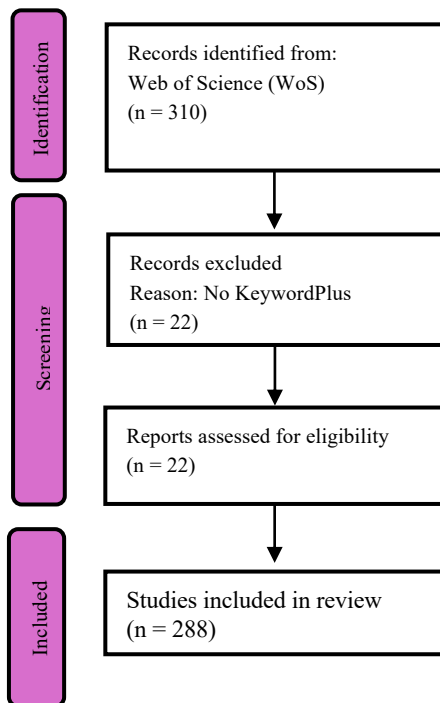 Identification
Records identified from:
Web of Science (WoS)
(n = 310)
Screening
Records excluded
Reason: No KeywordPlus
(n = 22)
Reports assessed for eligibility
(n = 22)
Included
Studies included in review
(n = 288)